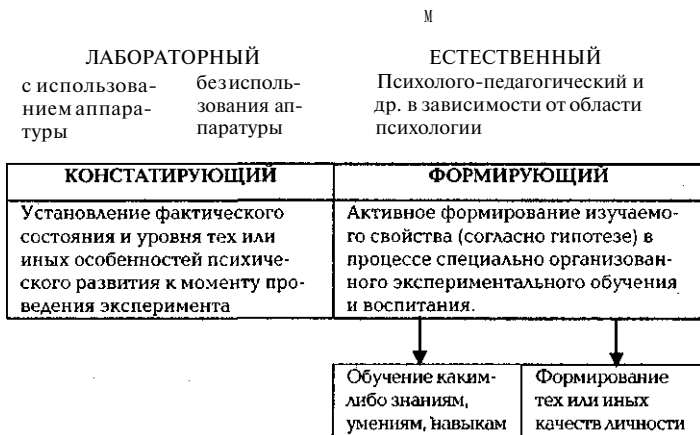 М
ЛАБОРАТОРНЫЙ
с использова-
нием аппара-
туры
без исполь-
зования ап-
паратуры
ЕСТЕСТВЕННЫЙ
Психолого-педагогический и
др. в зависимости от области
психологии
КОНСТАТИРУЮЩИЙ
Установление фактического
состояния и уровня тех или
иных особенностей психиче-
ского развития к моменту про-
ведения эксперимента
ФОРМИРУЮЩИЙ
Активное формирование изучаемо-
го свойства (согласно гипотезе) в
процессе специально организован-
ного экспериментального обучения
и воспитания.
Обучение каким-
либо знаниям,
умениям, навыкам
Формирование
тех или иных
качеств личности